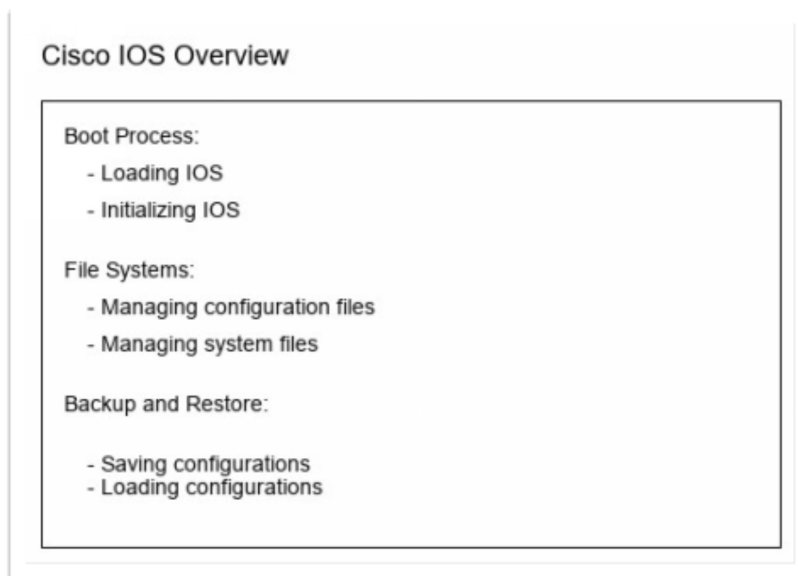 Cisco IOS Overview
Boot Process:
- Loading IOS
- Initializing IOS
File Systems:
- Managing configuration files
- Managing system files
Backup and Restore:
- Saving configurations
- Loading configurations